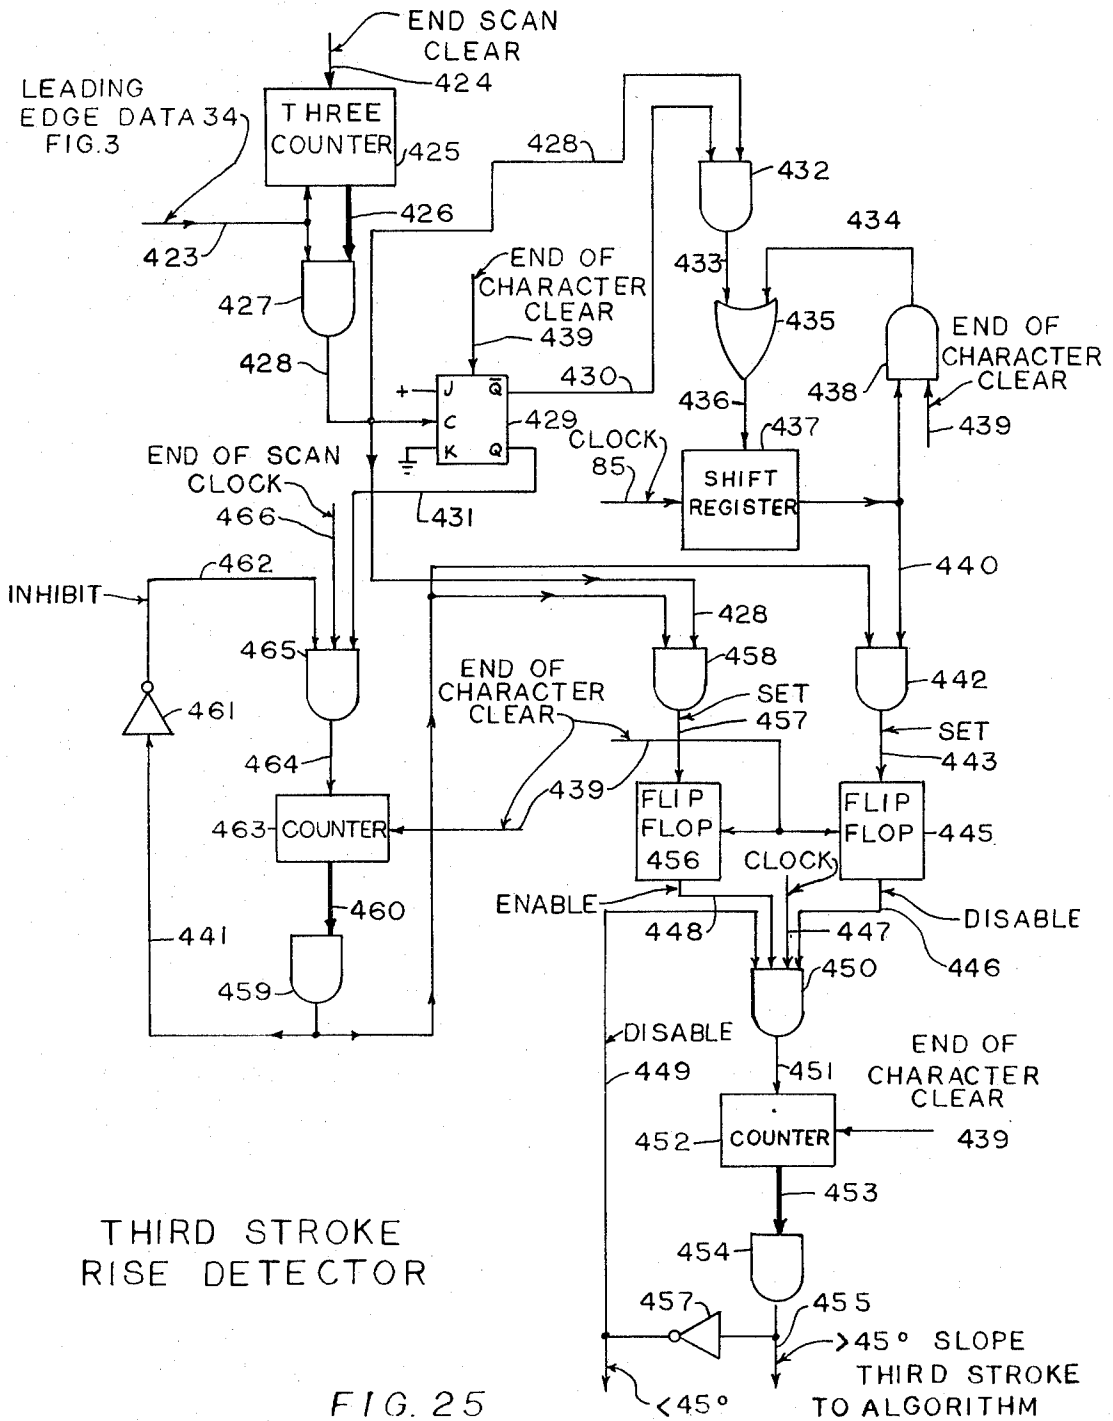 END SCAN
CLEAR
424
LEADING
EDGE DATA 34
FIG.3
THREE
COUNTER
425
428
432
426
423
434
433
END OF
CHARACTER
CLEAR
427
435
439
END OF
CHARACTER
CLEAR
428
430
438
+
J
Q̅
C
429
K
Q
436
439
CLOCK
437
85
END OF SCAN
CLOCK
SHIFT
REGISTER
466
431
462
440
INHIBIT
428
465
458
442
END OF
CHARACTER
CLEAR
SET
457
461
SET
443
464
439
463
COUNTER
FLIP
FLOP
456
FLIP
FLOP
445
CLOCK
460
ENABLE
448
447
DISABLE
441
446
459
450
DISABLE
451
END OF
CHARACTER
CLEAR
449
452
COUNTER
439
453
THIRD STROKE
RISE DETECTOR
454
457
455
>45° SLOPE
THIRD STROKE
TO ALGORITHM
<45°
FIG. 25